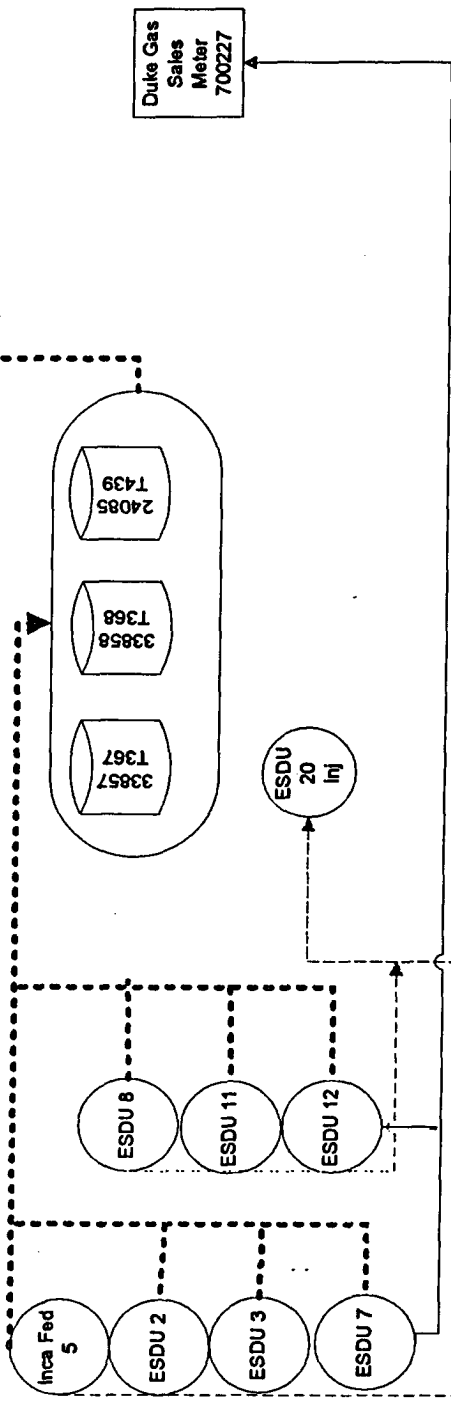 Inca Fed
5
ESDU 2
ESDU 3
ESDU 7
ESDU 8
ESDU 11
ESDU 12
33857
T367
33858
T368
24085
T439
ESDU
20
Inj
Duke Gas
Sales
Meter
700227